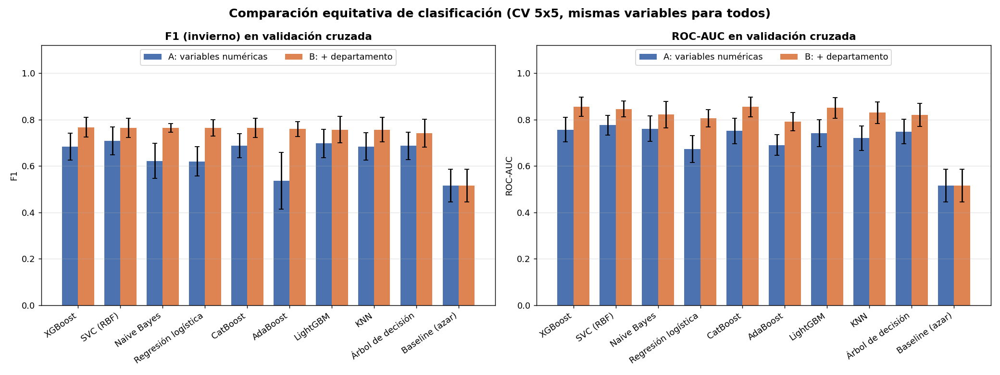 Comparación equitativa de clasificación (CV 5x5, mismas variables para todos)
F1 (invierno) en validación cruzada
A: variables numéricas
B: + departamento
1.0
0.8
0.6
0.4
0.2
0.0
F1
XGBoost
SVC (RBF)
Naive Bayes
Regresión logística
CatBoost
AdaBoost
LightGBM
KNN
Árbol de decisión
Baseline (azar)
ROC-AUC en validación cruzada
A: variables numéricas
B: + departamento
1.0
0.8
0.6
0.4
0.2
0.0
ROC-AUC
XGBoost
SVC (RBF)
Naive Bayes
Regresión logística
CatBoost
AdaBoost
LightGBM
KNN
Árbol de decisión
Baseline (azar)